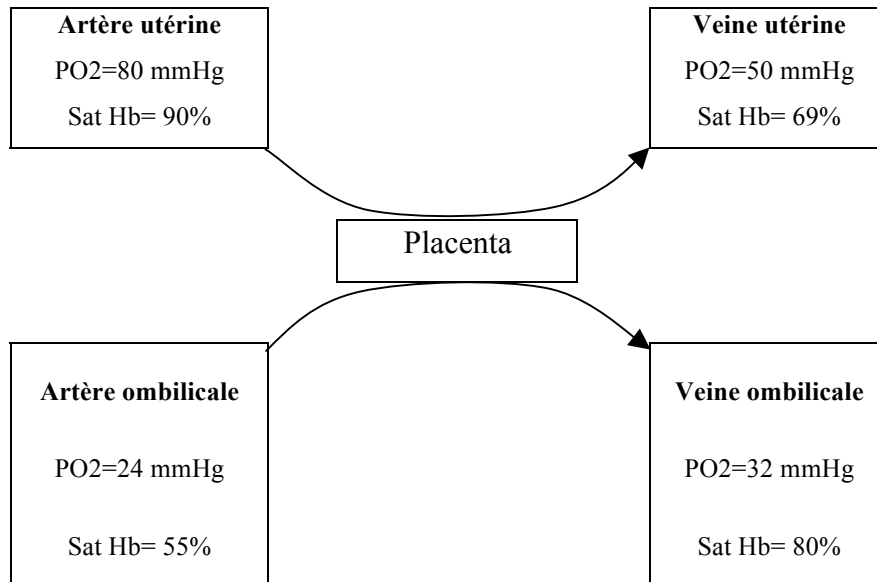 Artère utérine
PO2=80 mmHg
Sat Hb= 90%
Veine utérine
PO2=50 mmHg
Sat Hb= 69%
Placenta
Artère ombilicale
PO2=24 mmHg
Sat Hb= 55%
Veine ombilicale
PO2=32 mmHg
Sat Hb= 80%